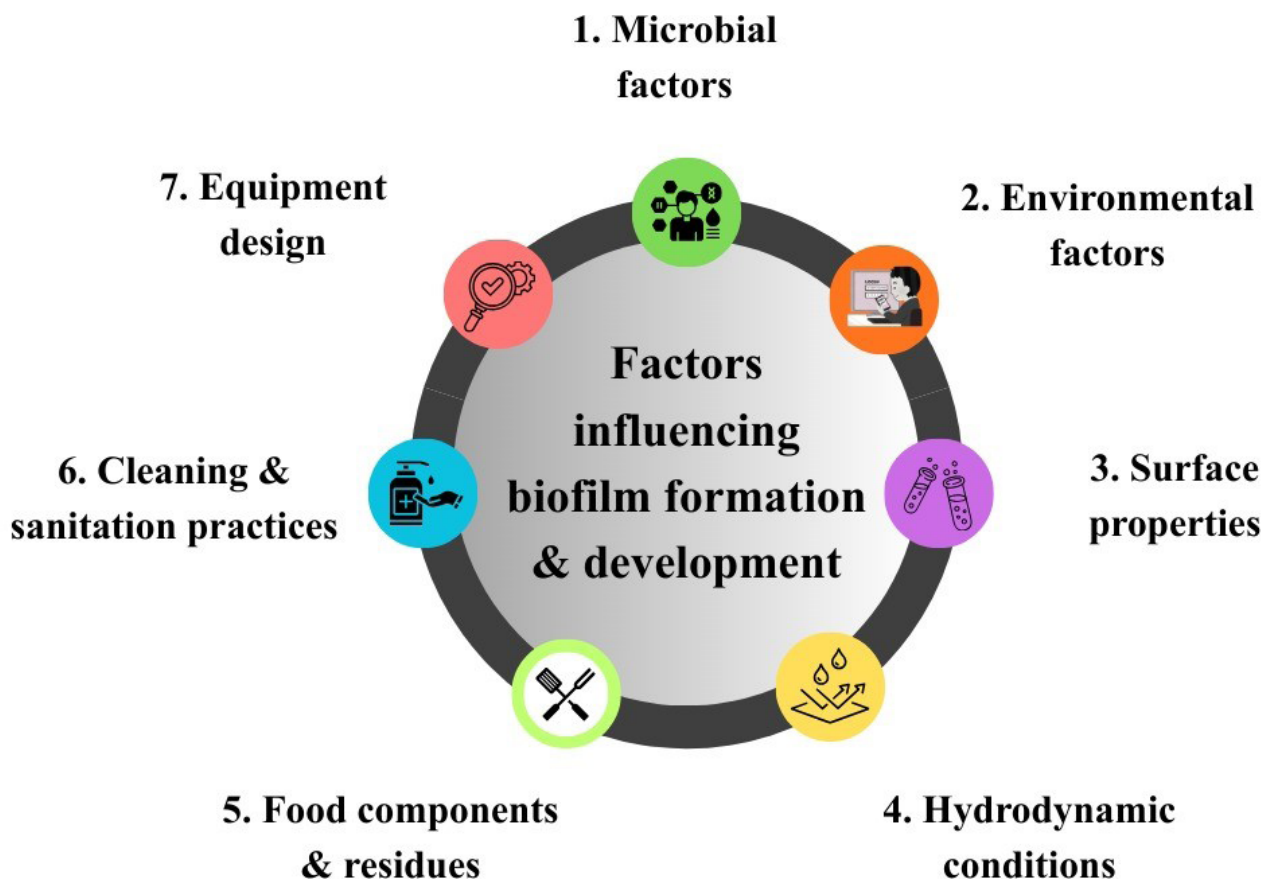 1. Microbial
factors
2. Environmental
factors
3. Surface
properties
4. Hydrodynamic
conditions
5. Food components
& residues
6. Cleaning &
sanitation practices
7. Equipment
design
Factors
influencing
biofilm formation
& development